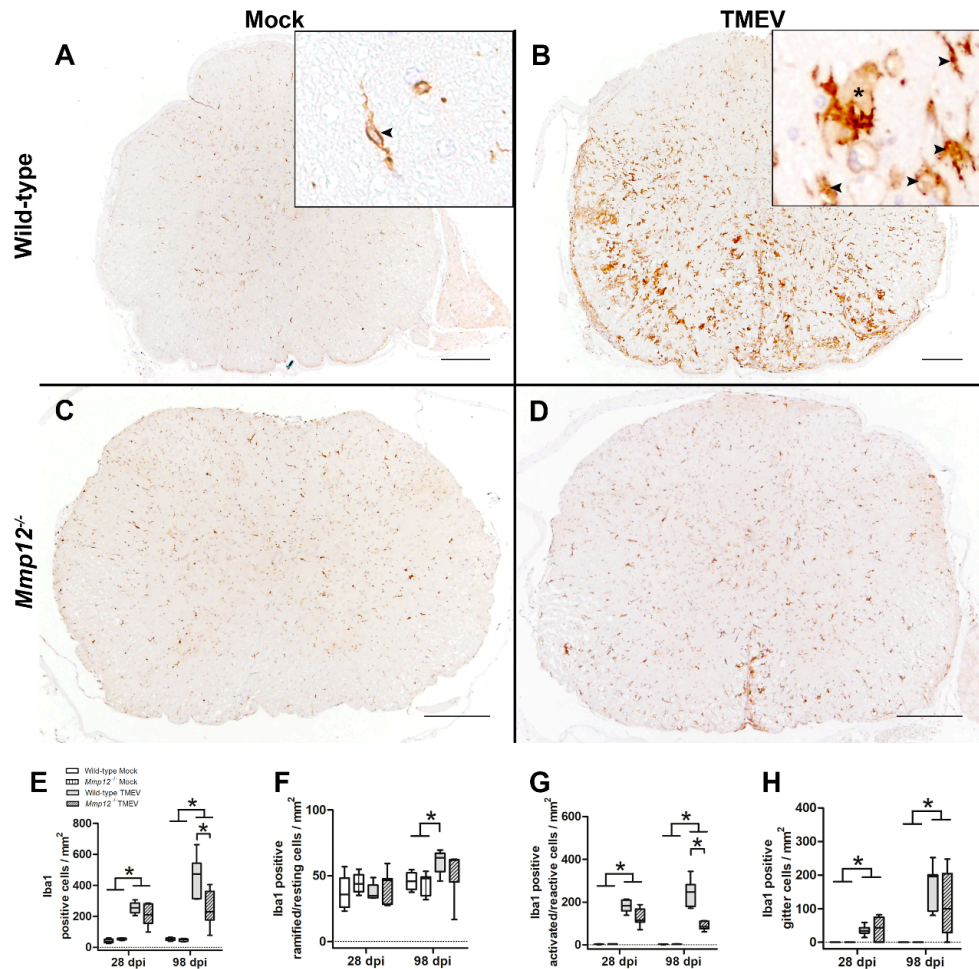 Mock
TMEV
A
B
*
Wild-type
C
D
Mmp12-/-
E
Wild-type Mock
Mmp12-/- Mock
Wild-type TMEV
Mmp12-/- TMEV
Iba1
positive cells / mm2
800
600
400
200
0
*
*
*
28 dpi
98 dpi
F
Iba1 positive
ramified/resting cells / mm2
100
50
0
*
28 dpi
98 dpi
G
Iba1 positive
activated/reactive cells / mm2
600
400
200
0
*
*
*
28 dpi
98 dpi
H
Iba1 positive
gitter cells / mm2
400
300
200
100
0
*
*
28 dpi
98 dpi